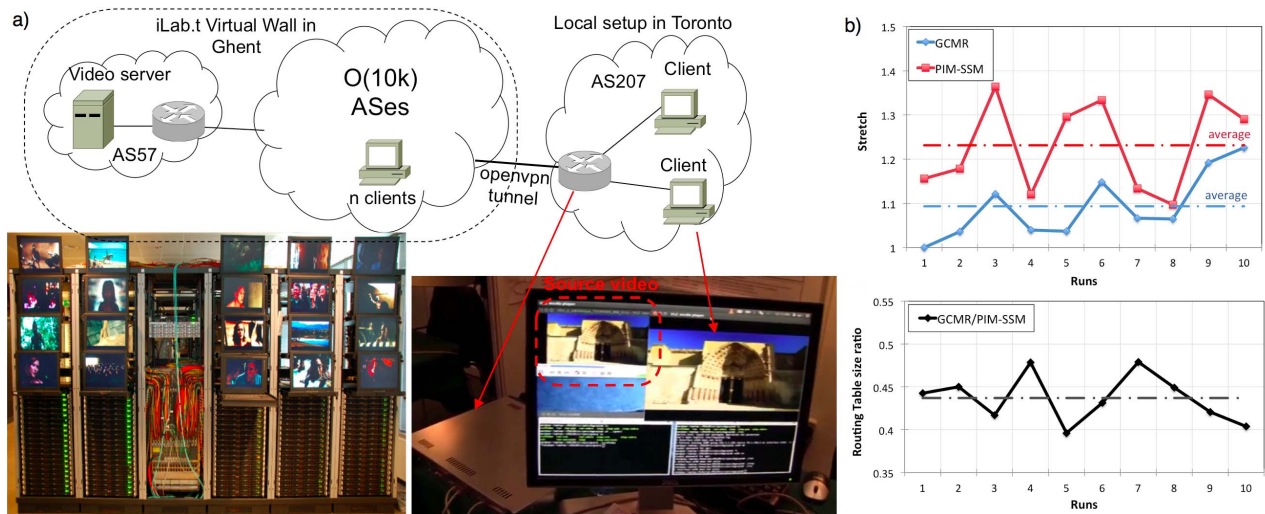 a)
iLab.t Virtual Wall in
Ghent
Video server
AS57
O(10k)
ASes
n clients
openvpn
tunnel
Local setup in Toronto
AS207
Client
Client
Source video
b)
1.5
1.4
1.3
1.2
1.1
1
Stretch
GCMR
PIM-SSM
average
average
1 2 3 4 5 6 7 8 9 10
Runs
0.55
0.5
0.45
0.4
0.35
Routing Table size ratio
GCMR/PIM-SSM
1 2 3 4 5 6 7 8 9 10
Runs